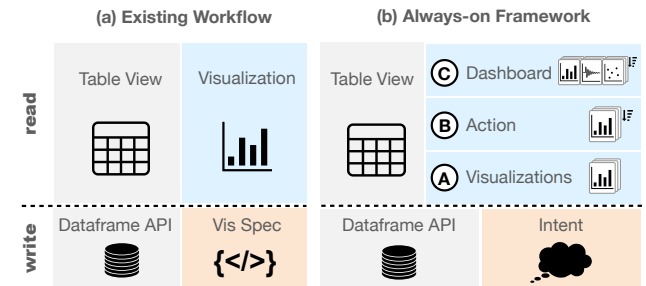 (a) Existing Workflow
(b) Always-on Framework
read
Table View
Visualization
Table View
C Dashboard
B Action
A Visualizations
write
Dataframe API
Vis Spec
{</>}
Dataframe API
Intent